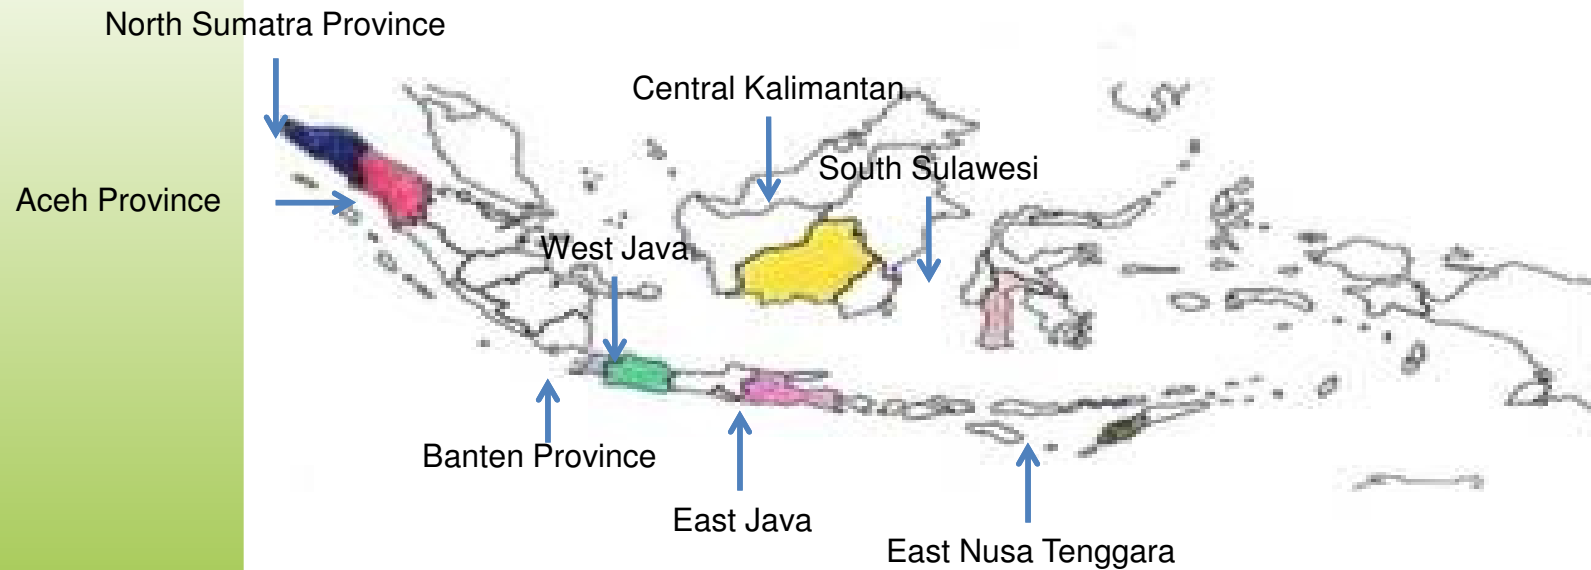 North Sumatra Province
Central Kalimantan
South Sulawesi
Aceh Province
West Java
Banten Province
East Java
East Nusa Tenggara